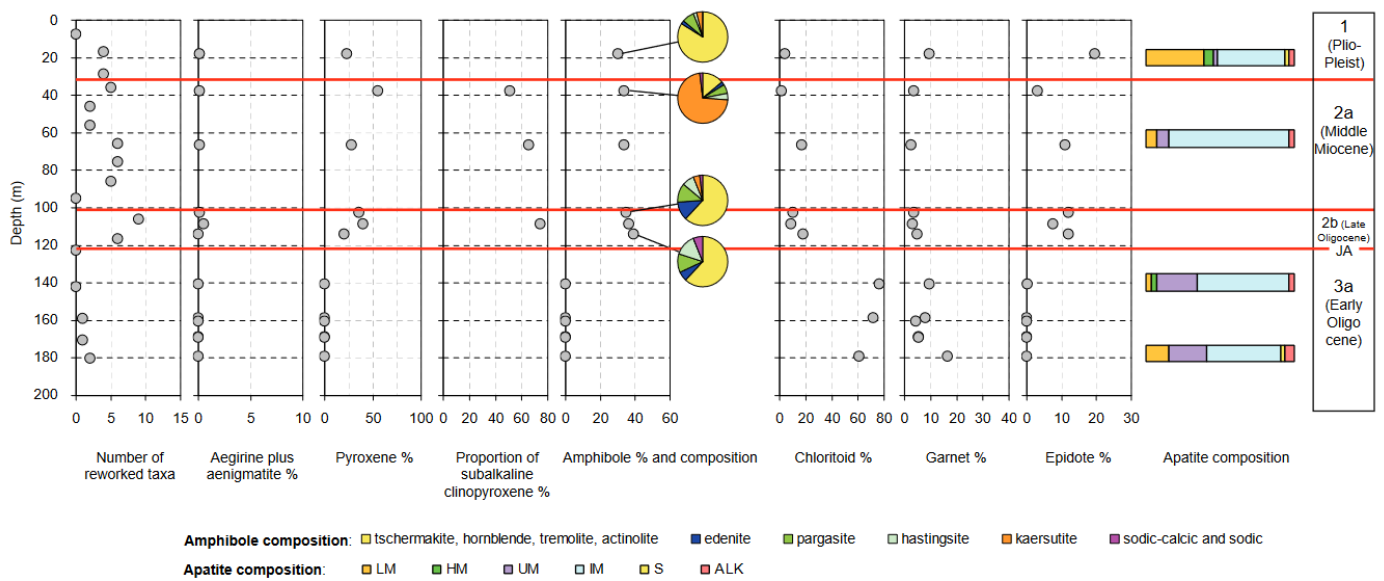 0
20
40
60
80
100
120
140
160
180
200
Depth (m)
0 5 10 15
0 5 10
0 50 100
0 20 40 60 80
0 20 40 60
0 20 40 60 80
0 10 20 30 40
0 10 20 30
Number of
reworked taxa
Aegirine plus
aenigmatite %
Pyroxene %
Proportion of
subalkaline
clinopyroxene %
Amphibole % and composition
Chloritoid %
Garnet %
Epidote %
Apatite composition
1
(Plio-
Pleist)
2a
(Middle
Miocene)
2b (Late
Oligocene)
JA
3a
(Early
Oligo
cene)
Amphibole composition: tschermakite, hornblende, tremolite, actinolite edenite pargasite hastingsite kaersutite sodic-calcic and sodic
Apatite composition: LM HM UM IM S ALK